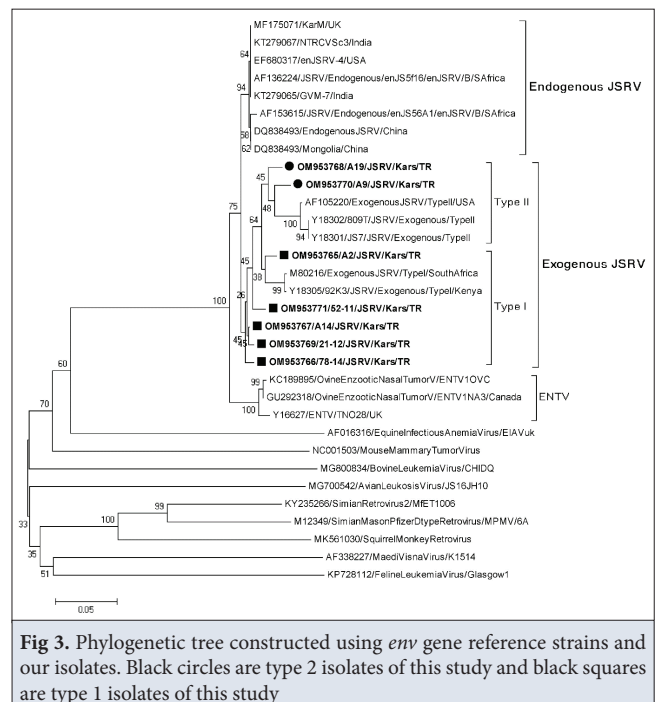 MF175071/KarM/UK
KT279067/NTRCVSc3/India
64
EF680317/enJSRV-4/USA
94
AF136224/JSRV/Endogenous/enJS5f16/enJSRV/B/SAfrica
Endogenous JSRV
KT279065/GVM-7/India
AF153615/JSRV/Endogenous/enJS56A1/enJSRV/B/SAfrica
68
DQ838493/EndogenousJSRV/China
62
DQ838493/Mongolia/China
45
OM953768/A19/JSRV/Kars/TR
48
OM953770/A9/JSRV/Kars/TR
75
AF105220/ExogenousJSRV/TypeII/USA
Type II
64
100
Y18302/809T/JSRV/Exogenous/TypeII
94
Y18301/JS7/JSRV/Exogenous/TypeIi
45
OM953765/A2/JSRV/Kars/TR
Exogenous JSRV
38
M80216/ExogenousJSRV/TypeI/SouthAfrica
99
Y18305/92K3/JSRV/Exogenous/TypeI/Kenya
26
Type I
100
OM953771/52-11/JSRV/Kars/TR
OM953767/A14/JSRV/Kars/TR
45
45
OM953769/21-12/JSRV/Kars/TR
OM953766/78-14/JSRV/Kars/TR
60
99
KC189895/OvineEnzooticNasalTumorV/ENTV1OVC
GU292318/OvineEnzooticNasalTumorV/ENTV1NA3/Canada
ENTV
100
Y16627/ENTV/TNO28/UK
70
AF016316/EquineInfectiousAnemiaVirus/EIAVuk
NC001503/MouseMammaryTumorVirus
MG800834/BovineLeukemiaVirus/CHIDQ
MG700542/AvianLeukosisVirus/JS16JH10
33
99
KY235266/SimianRetrovirus2/MfET1006
100
M12349/SimianMasonPfizerDtypeRetrovirus/MPMV/6A
35
MK561030/SquirrelMonkeyRetrovirus
AF338227/MaediVisnaVirus/K1514
51
KP728112/FelineLeukemiaVirus/Glasgow1
0.05
Fig 3. Phylogenetic tree constructed using env gene reference strains and
our isolates. Black circles are type 2 isolates of this study and black squares
are type 1 isolates of this study